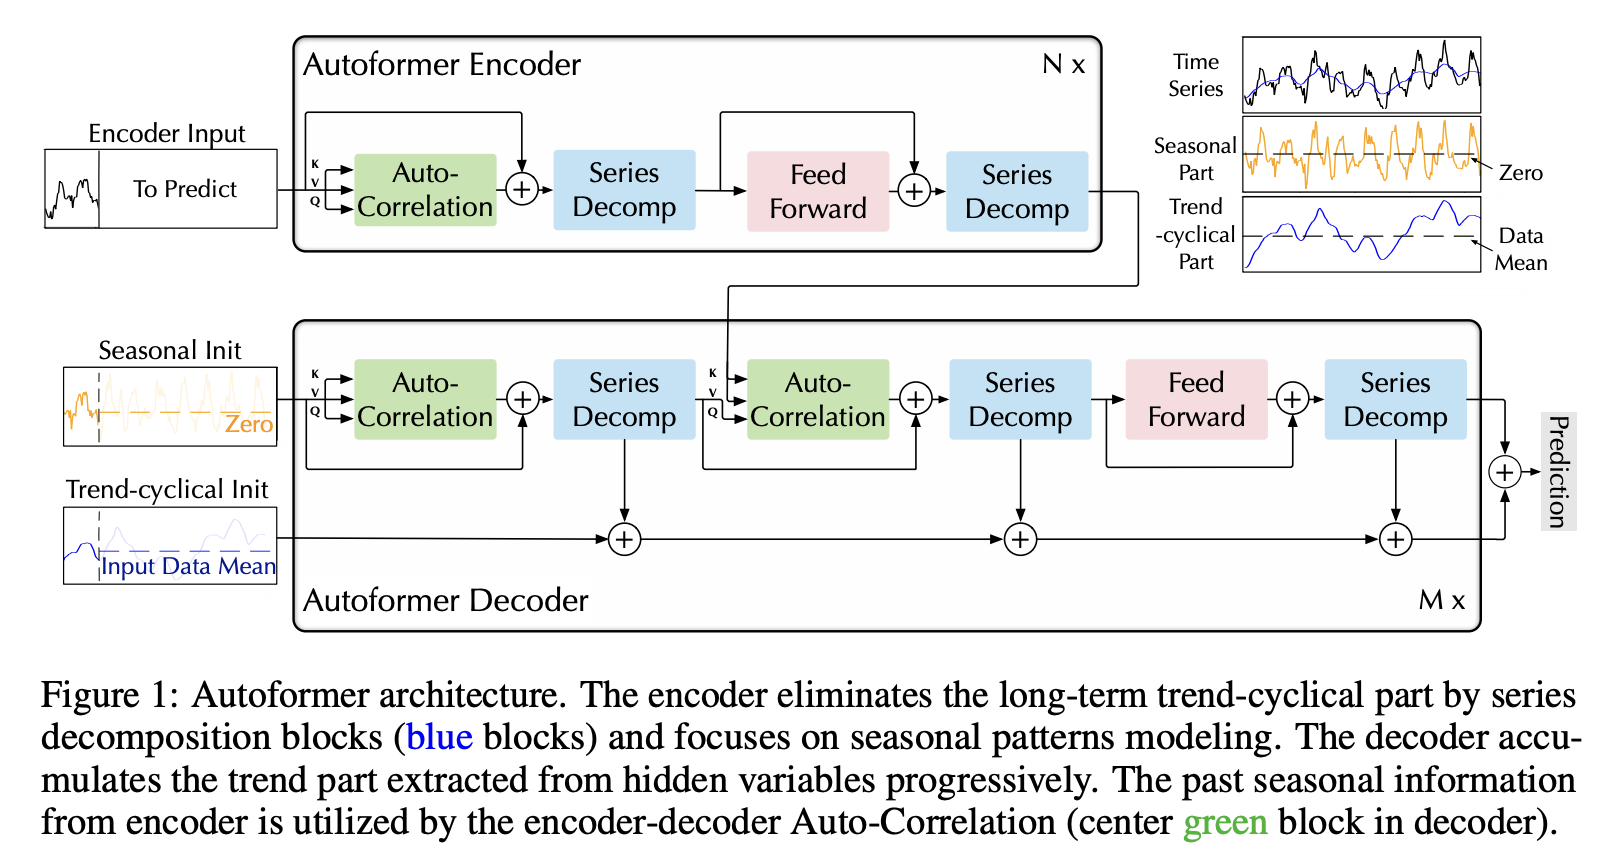 Autoformer Encoder
N x
Encoder Input
To Predict
K
V
Q
Auto-
Correlation
Series
Decomp
Feed
Forward
Series
Decomp
Time
Series
Seasonal
Part
Zero
Trend
-cyclical
Part
Data
Mean
Seasonal Init
Zero
Trend-cyclical Init
Input Data Mean
K
V
Q
Auto-
Correlation
Series
Decomp
K
V
Q
Auto-
Correlation
Series
Decomp
Feed
Forward
Series
Decomp
Prediction
Autoformer Decoder
M x
Figure 1: Autoformer architecture. The encoder eliminates the long-term trend-cyclical part by series
decomposition blocks (blue blocks) and focuses on seasonal patterns modeling. The decoder accu-
mulates the trend part extracted from hidden variables progressively. The past seasonal information
from encoder is utilized by the encoder-decoder Auto-Correlation (center green block in decoder).